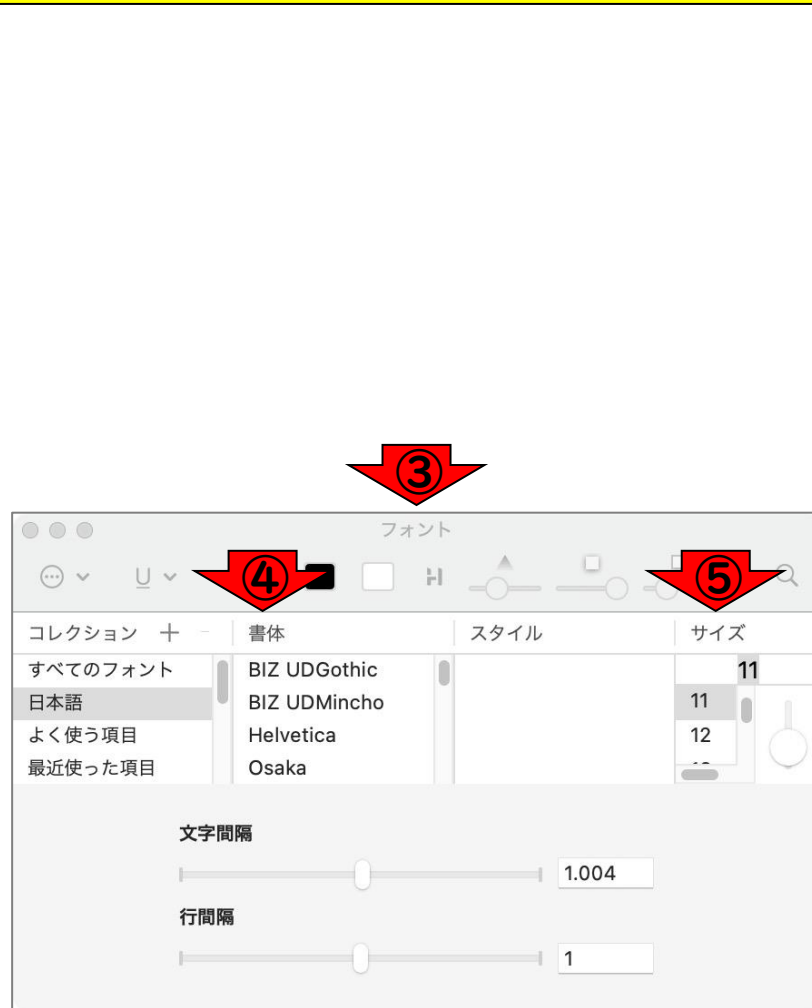 ③
フォント
④
⑤
コレクション + - 書体 スタイル サイズ
すべてのフォント BIZ UDGothic 11
日本語 BIZ UDMincho 11
よく使う項目 Helvetica 12
最近使った項目 Osaka
文字間隔
1.004
行間隔
1